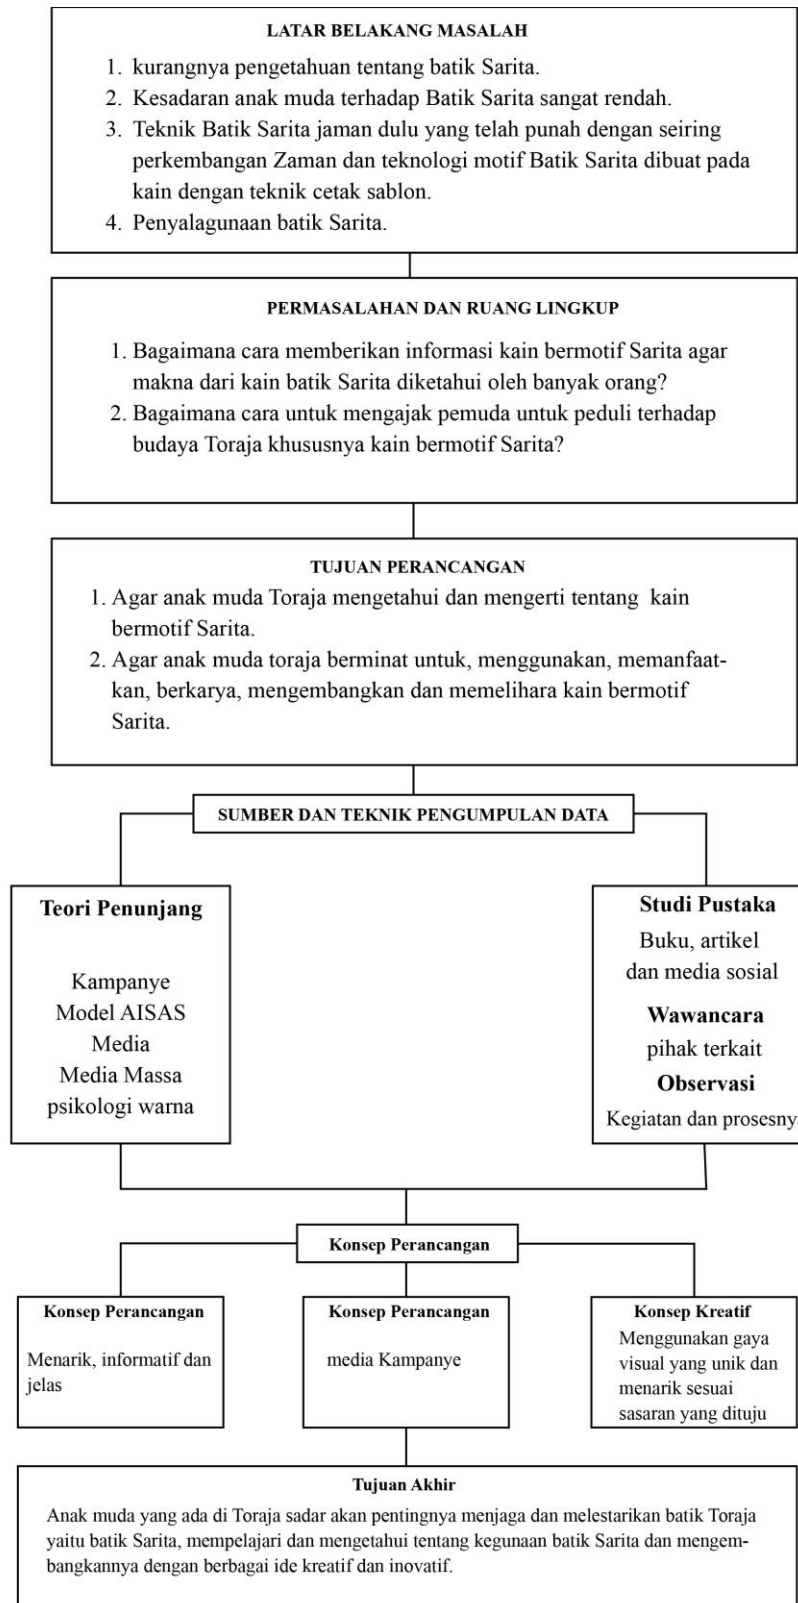 LATAR BELAKANG MASALAH
1. kurangnya pengetahuan tentang batik Sarita.
2. Kesadaran anak muda terhadap Batik Sarita sangat rendah.
3. Teknik Batik Sarita jaman dulu yang telah punah dengan seiring
perkembangan Zaman dan teknologi motif Batik Sarita dibuat pada
kain dengan teknik cetak sablon.
4. Penyalagunaan batik Sarita.
PERMASALAHAN DAN RUANG LINGKUP
1. Bagaimana cara memberikan informasi kain bermotif Sarita agar
makna dari kain batik Sarita diketahui oleh banyak orang?
2. Bagaimana cara untuk mengajak pemuda untuk peduli terhadap
budaya Toraja khususnya kain bermotif Sarita?
TUJUAN PERANCANGAN
1. Agar anak muda Toraja mengetahui dan mengerti tentang kain
bermotif Sarita.
2. Agar anak muda toraja berminat untuk, menggunakan, memanfaat-
kan, berkarya, mengembangkan dan memelihara kain bermotif
Sarita.
SUMBER DAN TEKNIK PENGUMPULAN DATA
Teori Penunjang
Kampanye
Model AISAS
Media
Media Massa
psikologi warna
Studi Pustaka
Buku, artikel
dan media sosial
Wawancara
pihak terkait
Observasi
Kegiatan dan prosesny
Konsep Perancangan
Konsep Perancangan
Menarik, informatif dan
jelas
Konsep Perancangan
media Kampanye
Konsep Kreatif
Menggunakan gaya
visual yang unik dan
menarik sesuai
sasaran yang dituju
Tujuan Akhir
Anak muda yang ada di Toraja sadar akan pentingnya menjaga dan melestarikan batik Toraja
yaitu batik Sarita, mempelajari dan mengetahui tentang kegunaan batik Sarita dan mengem-
bangkannya dengan berbagai ide kreatif dan inovatif.